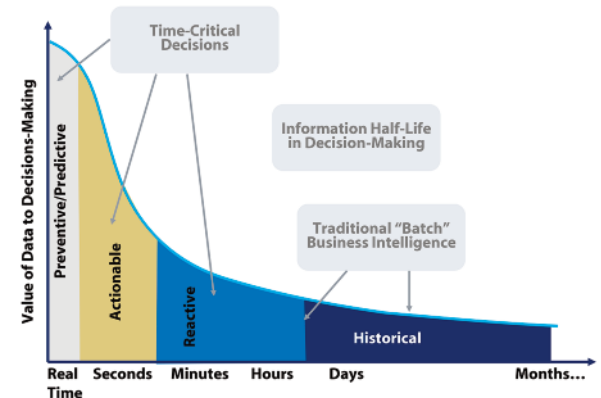 Time-Critical
Decisions
Information Half-Life
in Decision-Making
Traditional “Batch”
Business Intelligence
Value of Data to Decisions-Making
Preventive/Predictive
Actionable
Reactive
Historical
Real Seconds Minutes Hours Days Months...
Time